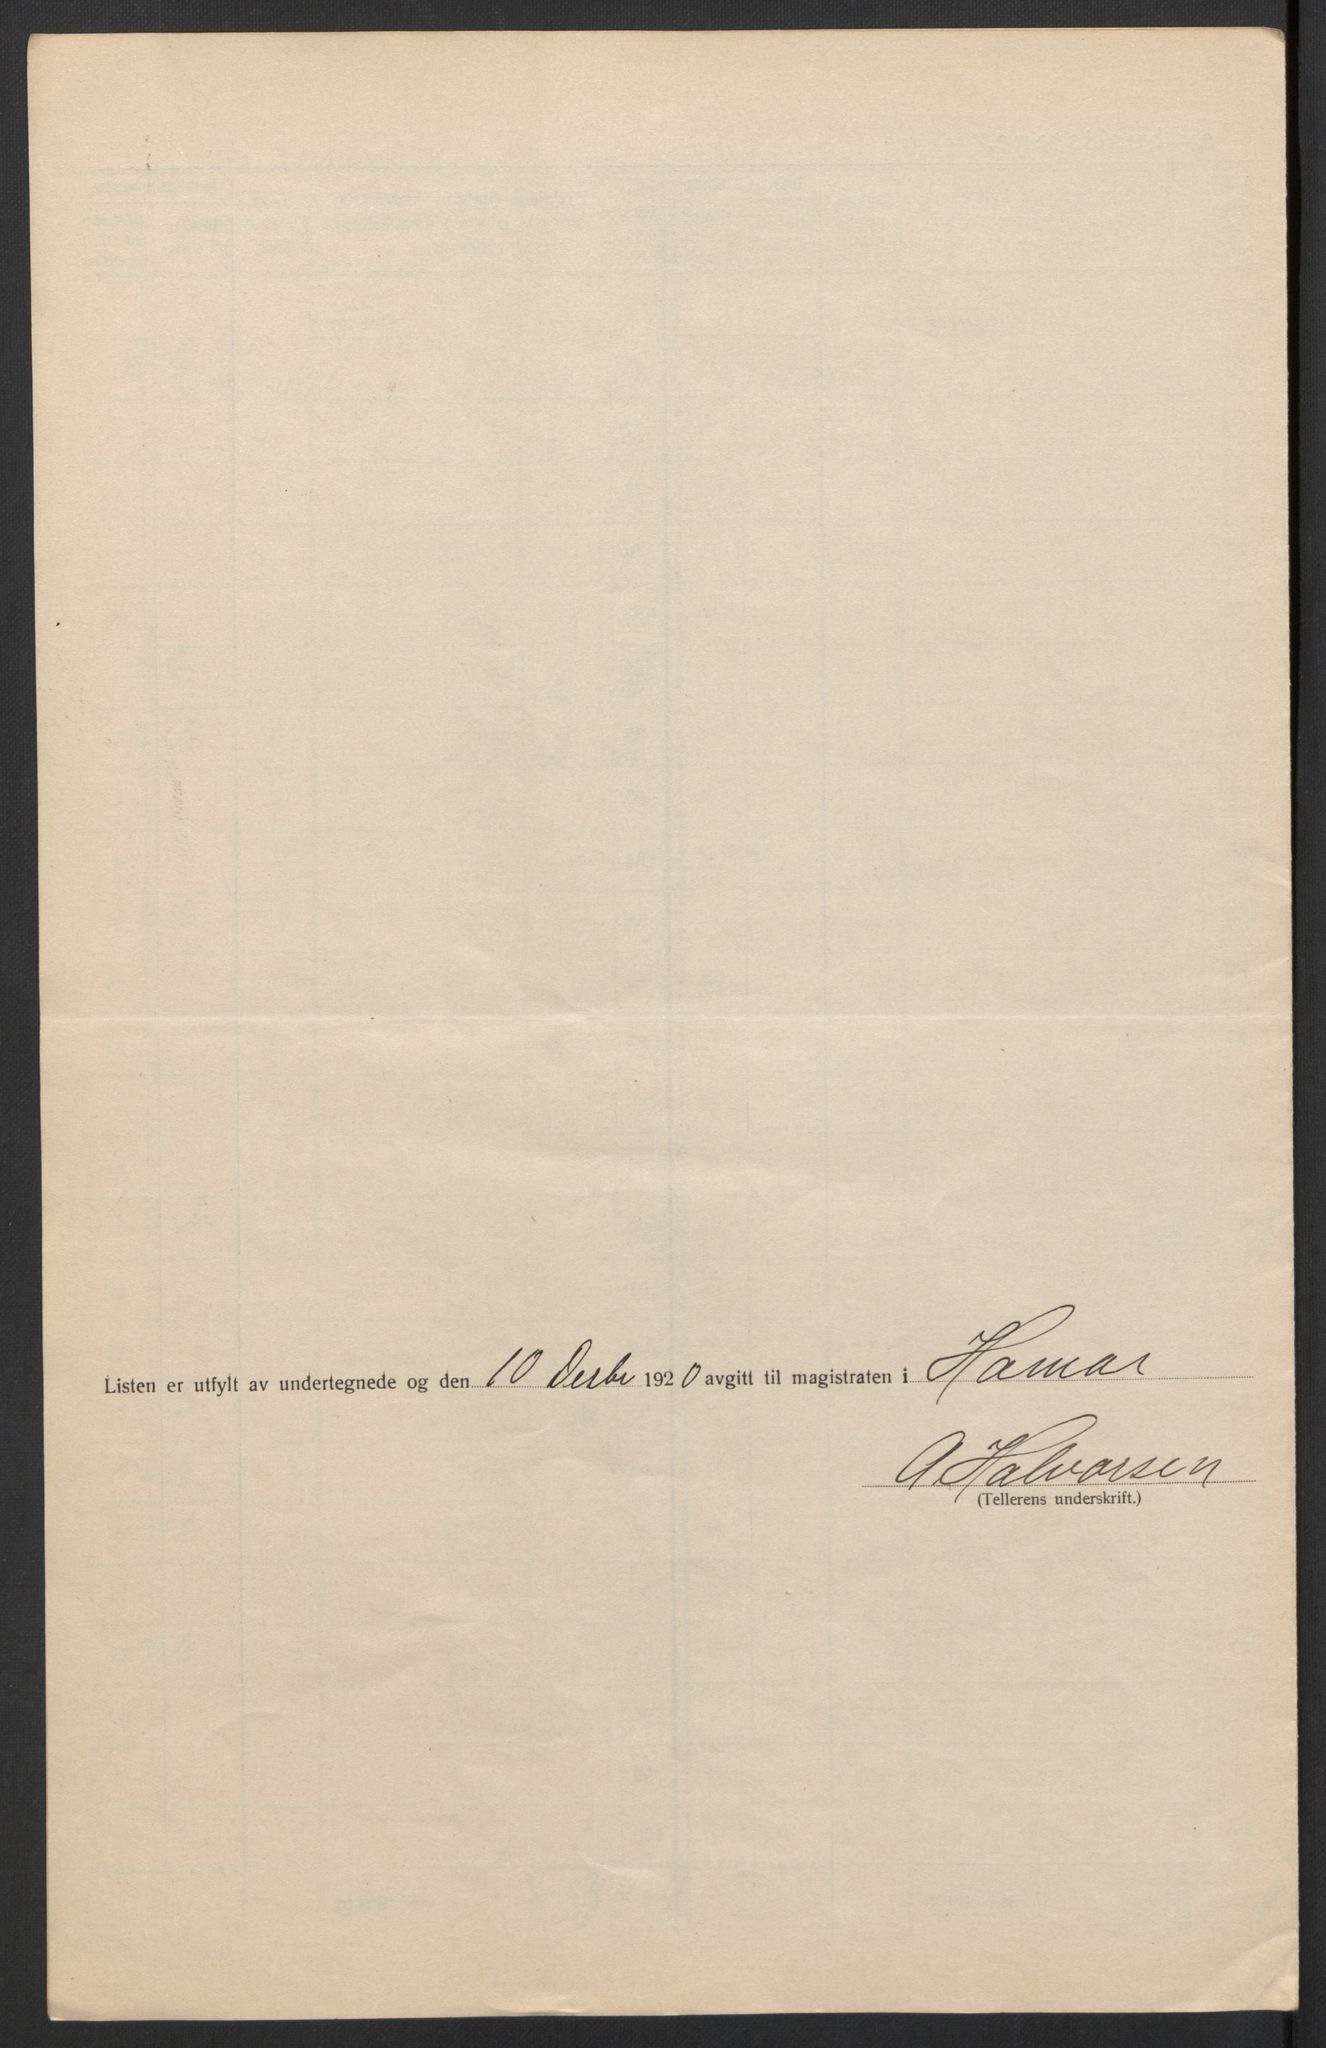 Listen er utfylt av undertegnede og den 10 Desbr 1920 avgitt til magistraten i Hamar
A Halvorsen
(Tellerens underskrift.)